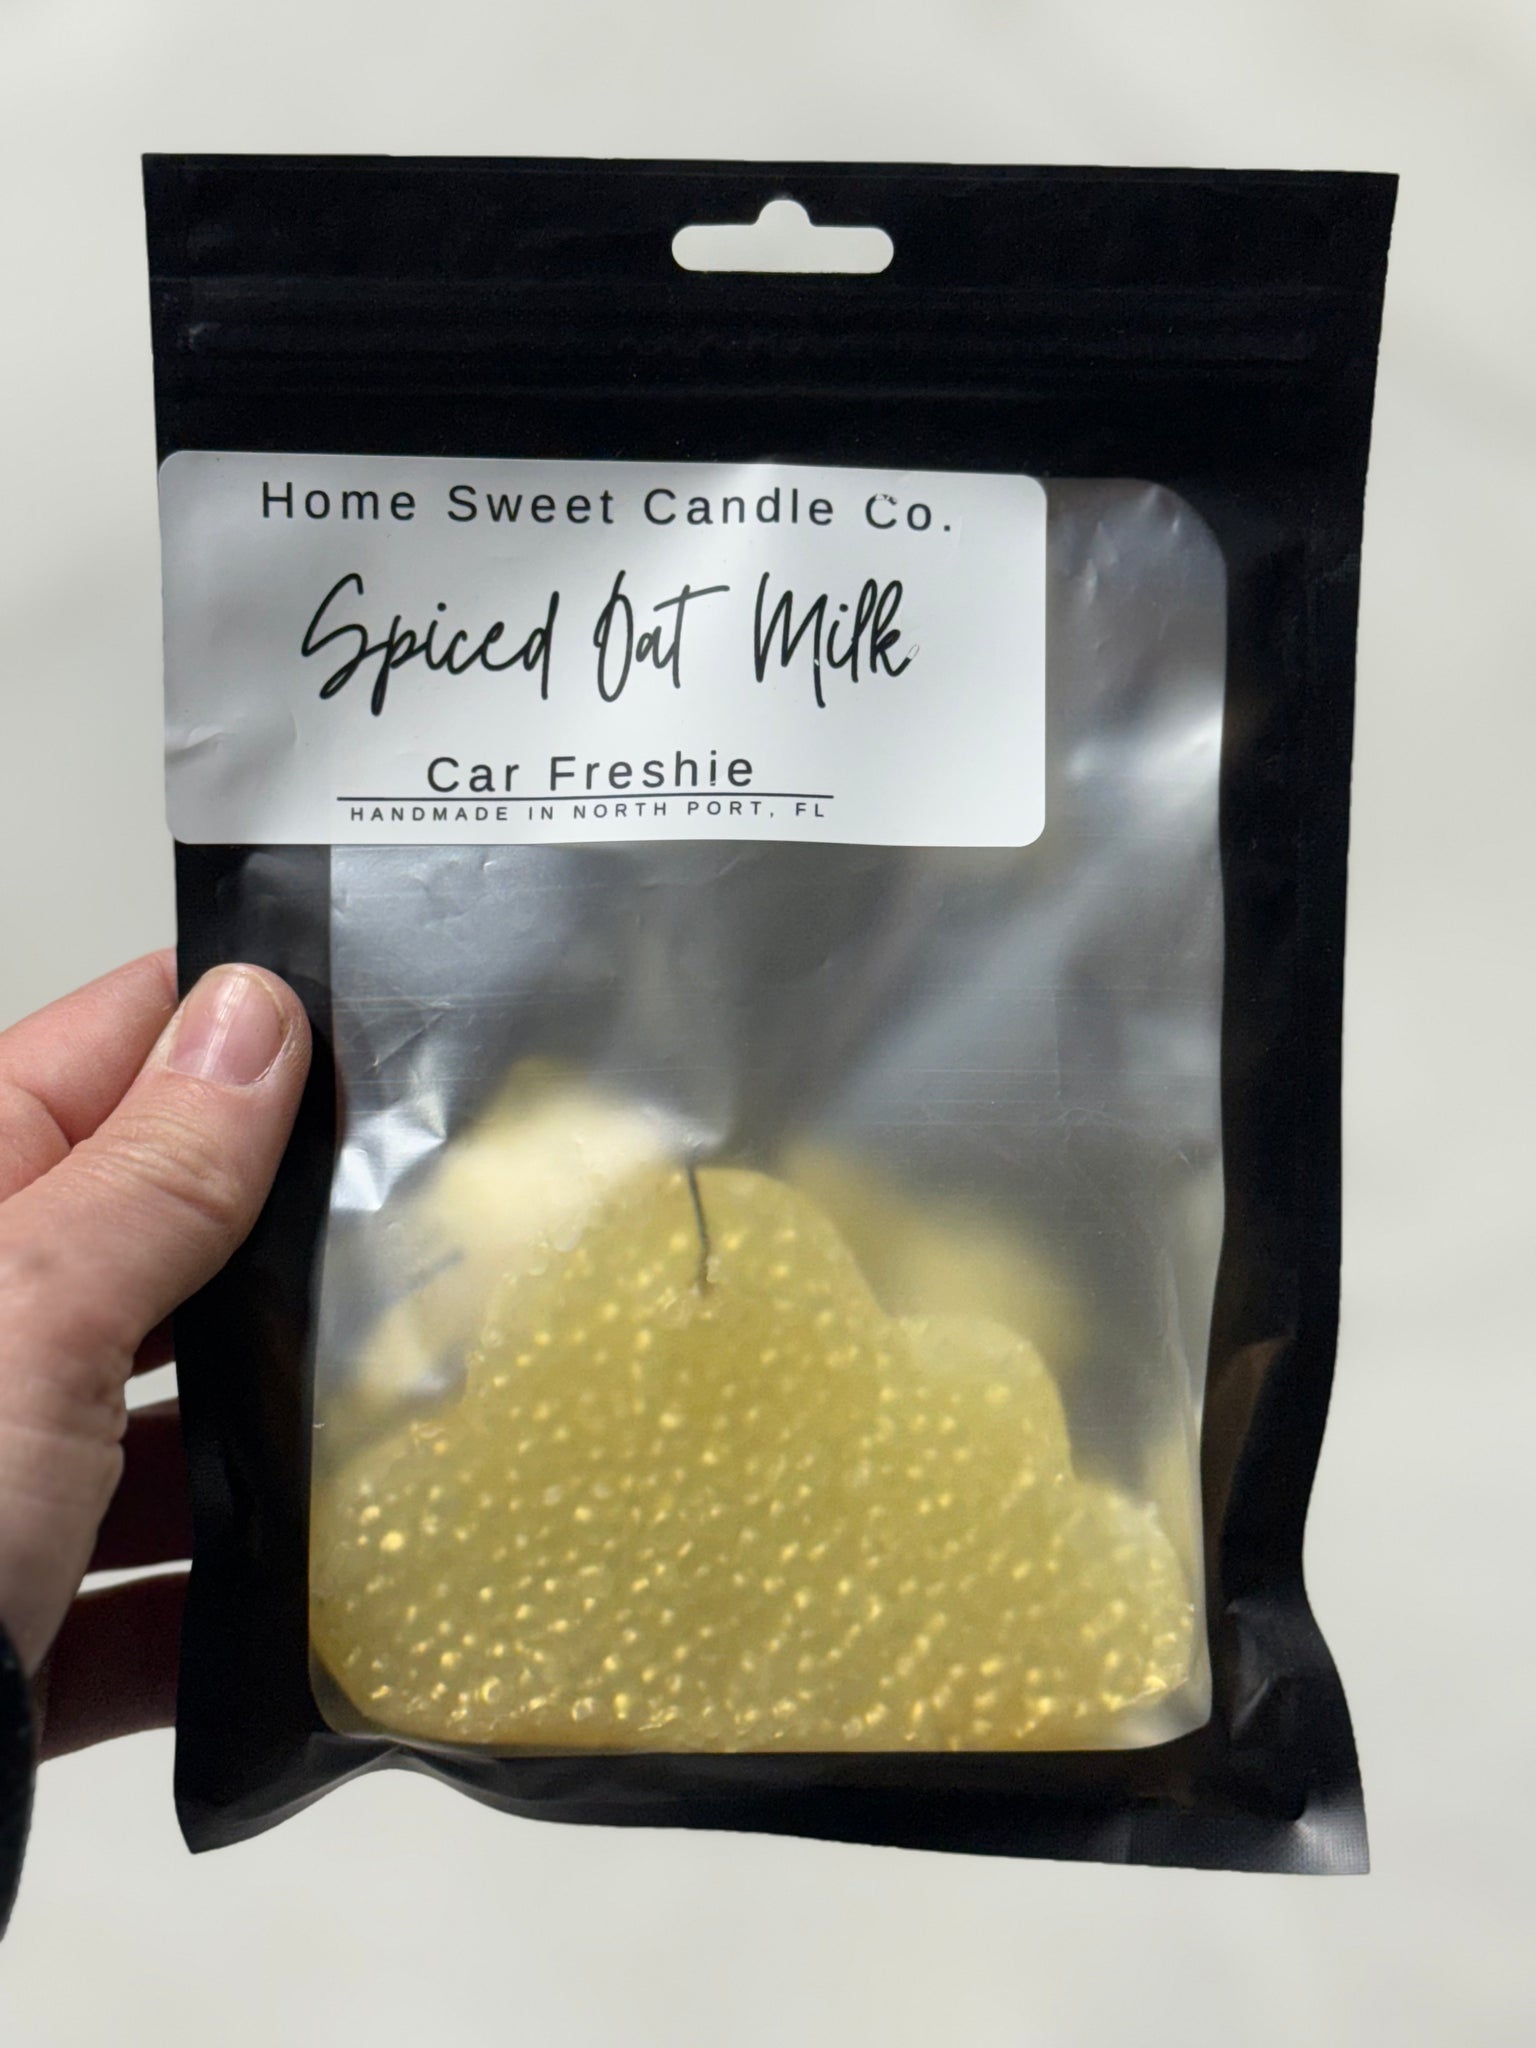 Home Sweet Candle Co.
Spiced Oat Milk
Car Freshie
HANDMADE IN NORTH PORT, FL